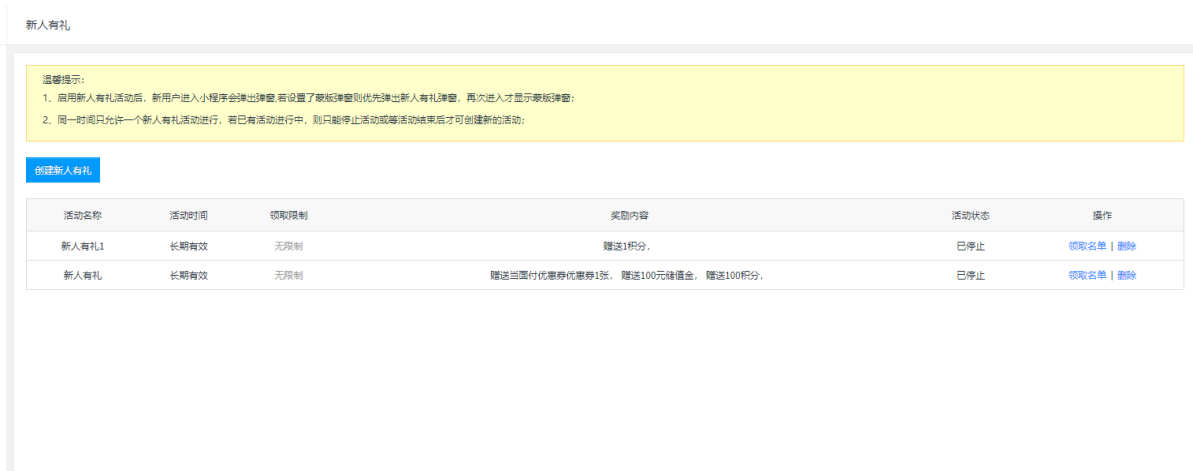 新人有礼
温馨提示：
1、启用新人有礼活动后，新用户进入小程序会弹出弹窗,若设置了蒙版弹窗则优先弹出新人有礼弹窗，再次进入才显示蒙版弹窗；
2、同一时间只允许一个新人有礼活动进行，若已有活动进行中，则只能停止活动或等活动结束后才可创建新的活动；
创建新人有礼
活动名称 活动时间 领取限制 奖励内容 活动状态 操作
新人有礼1 长期有效 无限制 赠送1积分， 已停止 领取名单 | 删除
新人有礼 长期有效 无限制 赠送当面付优惠券优惠券1张， 赠送100元储值金， 赠送100积分， 已停止 领取名单 | 删除